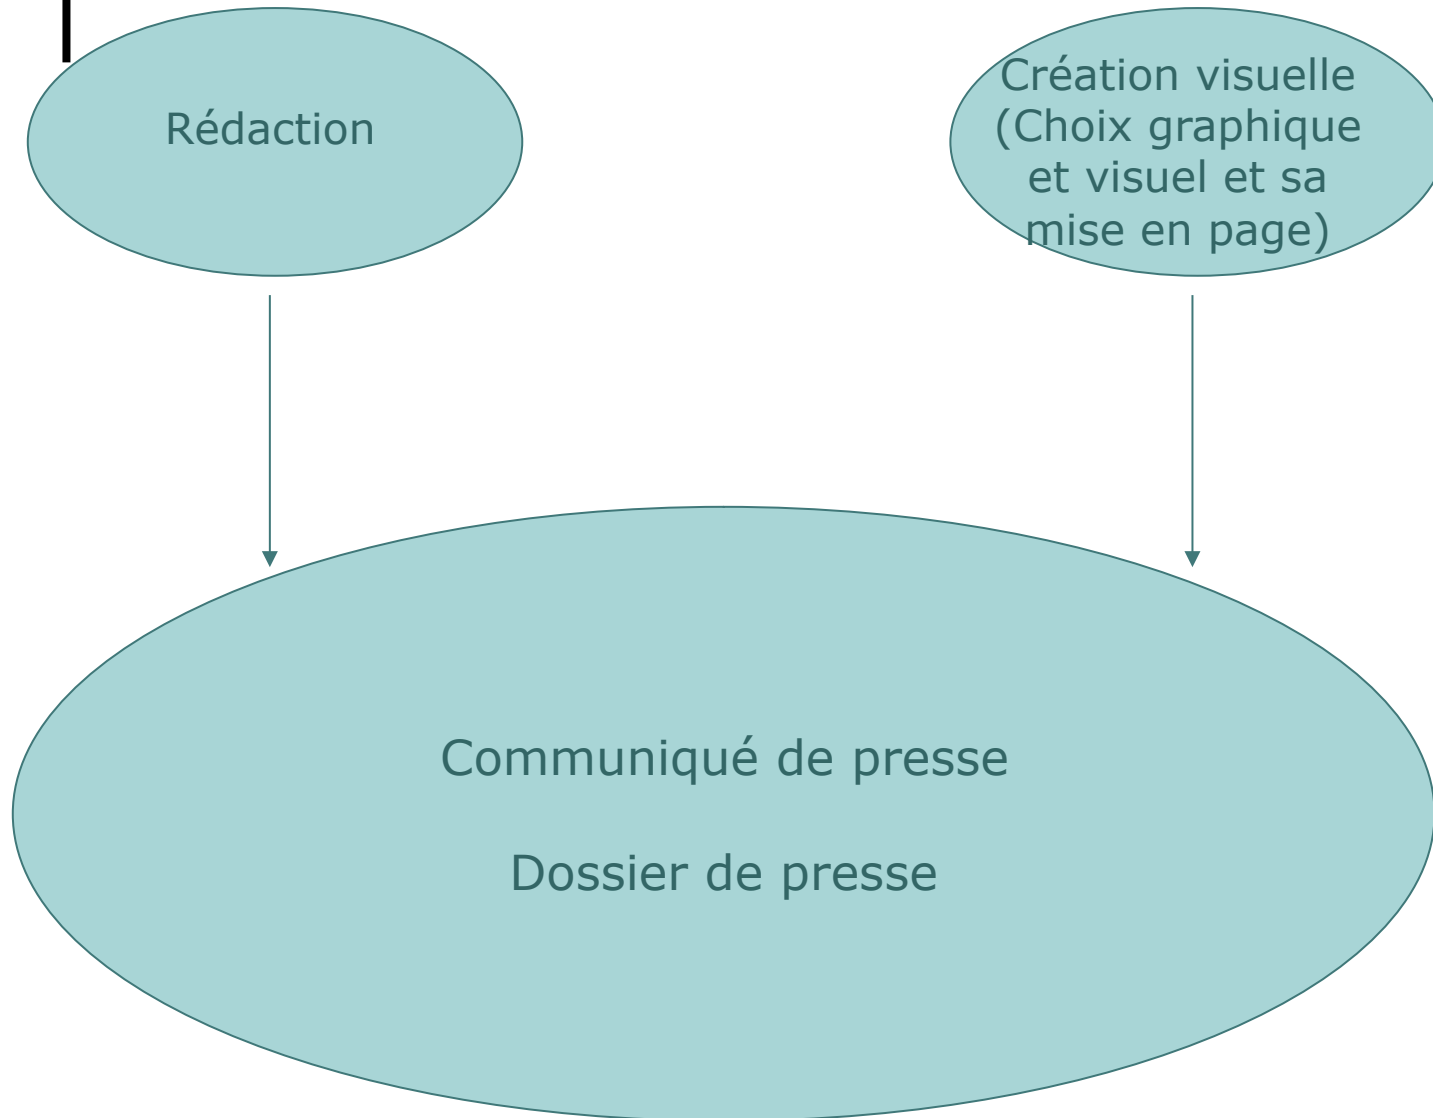 Rédaction
Création visuelle
(Choix graphique
et visuel et sa
mise en page)
Communiqué de presse
Dossier de presse